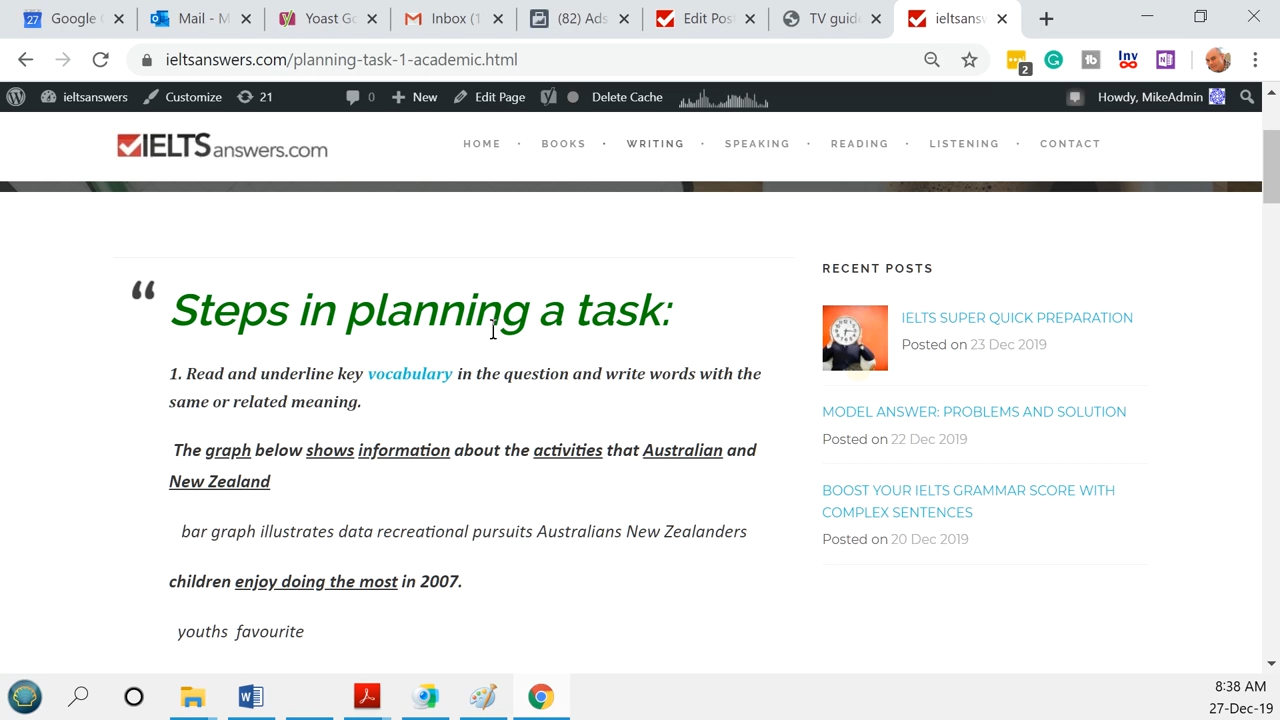 Google C
Mail - M
Yoast Go
Inbox (1
(82) Ads
Edit Pos
TV guid
ieltsansw
ieltsanswers.com/planning-task-1-academic.html
2
Inv
ieltsanswers
Customize
21
0
New
Edit Page
Delete Cache
Howdy, MikeAdmin
IELTSanswers.com
HOME
BOOKS
WRITING
SPEAKING
READING
LISTENING
CONTACT
“
Steps in planning a task:
1. Read and underline key vocabulary in the question and write words with the
same or related meaning.
The graph below shows information about the activities that Australian and
New Zealand
bar graph illustrates data recreational pursuits Australians New Zealanders
children enjoy doing the most in 2007.
youths favourite
RECENT POSTS
IELTS SUPER QUICK PREPARATION
Posted on 23 Dec 2019
MODEL ANSWER: PROBLEMS AND SOLUTION
Posted on 22 Dec 2019
BOOST YOUR IELTS GRAMMAR SCORE WITH
COMPLEX SENTENCES
Posted on 20 Dec 2019
8:38 AM
27-Dec-19